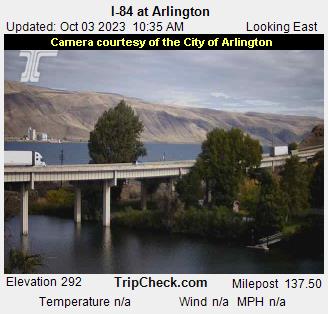 I-84 at Arlington
Updated: Oct 03 2023 10:35 AM Looking East
Camera courtesy of the City of Arlington
Elevation 292 TripCheck.com Milepost 137.50
Temperature n/a Wind n/a MPH n/a